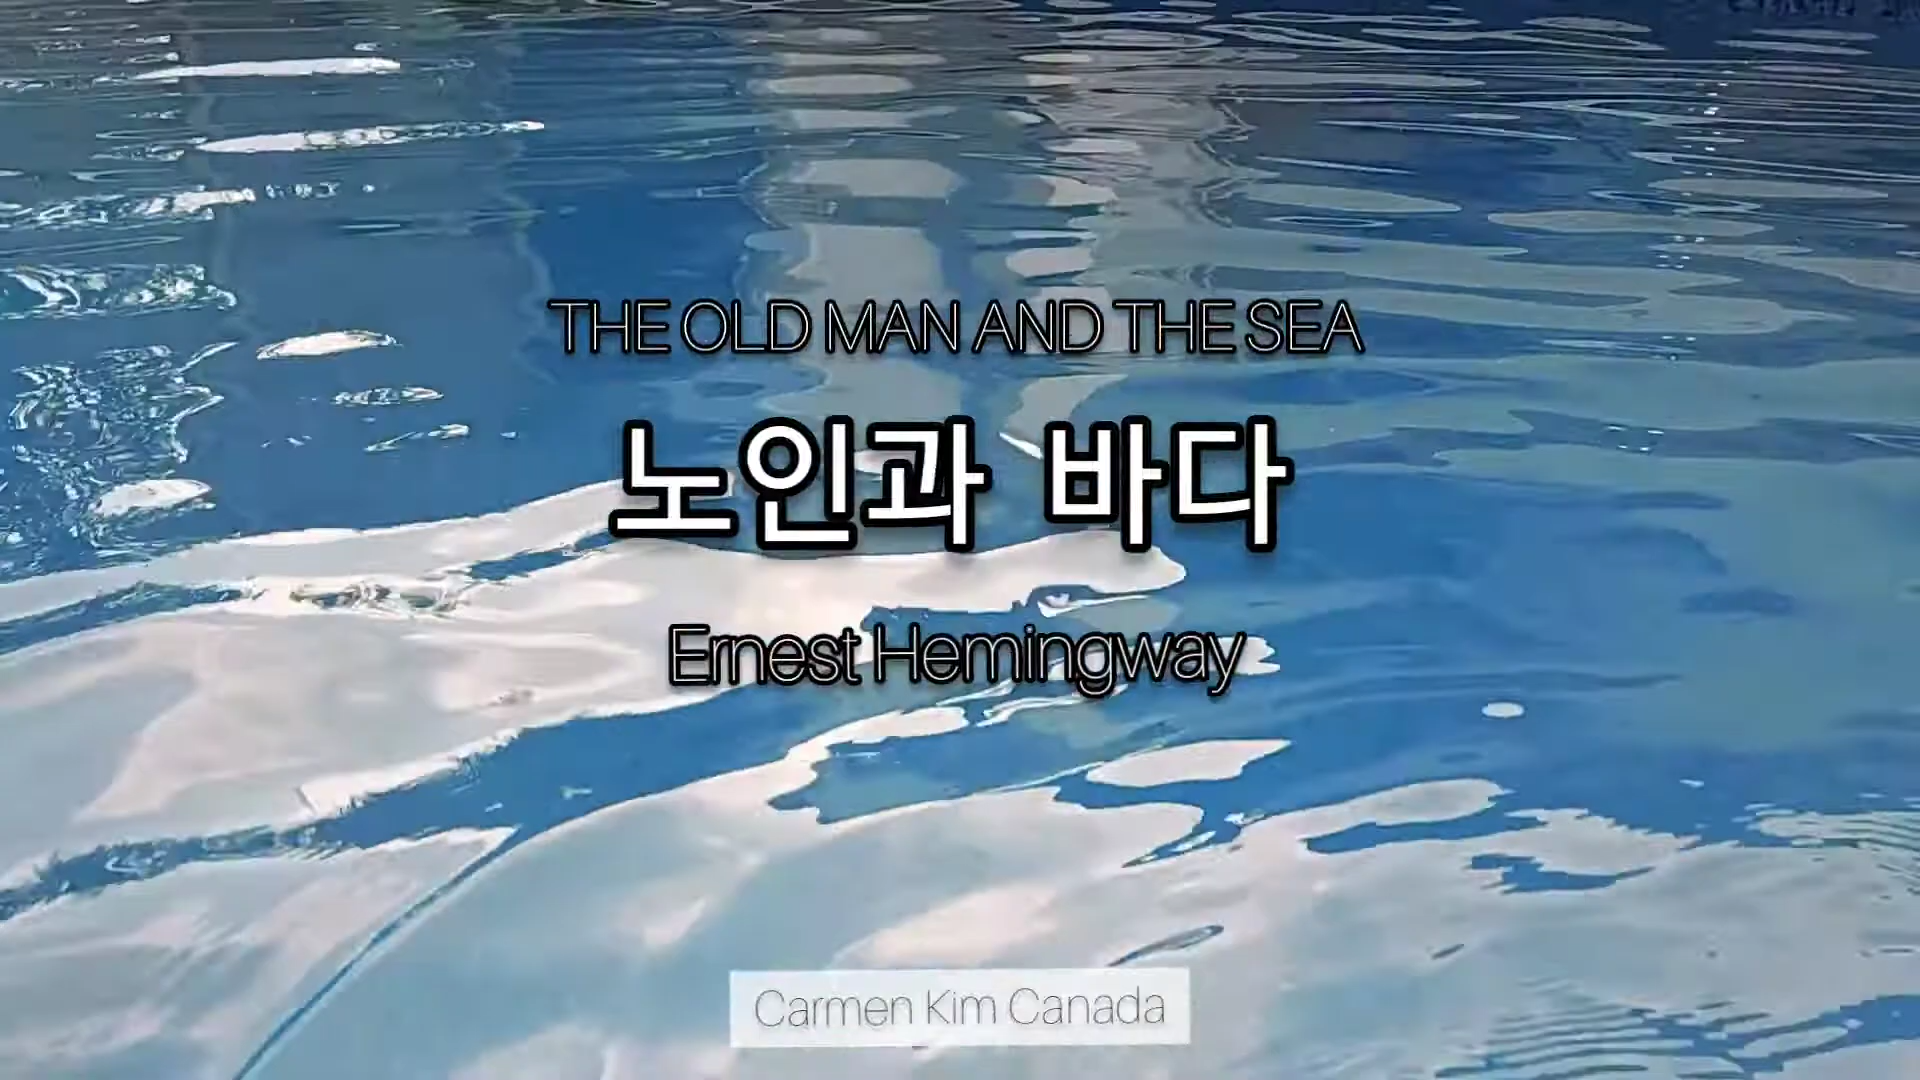 THE OLD MAN AND THE SEA
노인과 바다
Ernest Hemingway
Carmen Kim Canada